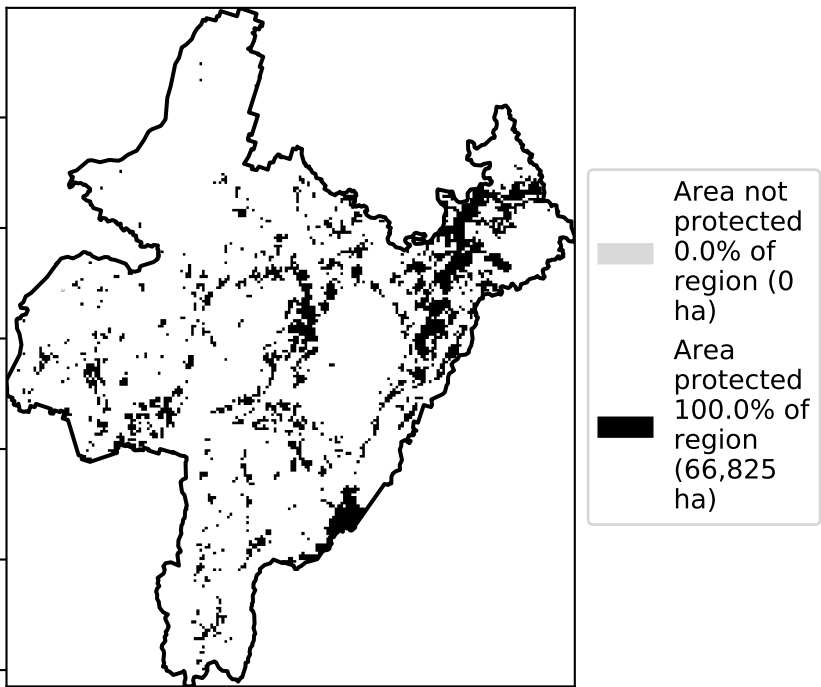 Area not
protected
0.0% of
region (0
ha)
Area
protected
100.0% of
region
(66,825
ha)